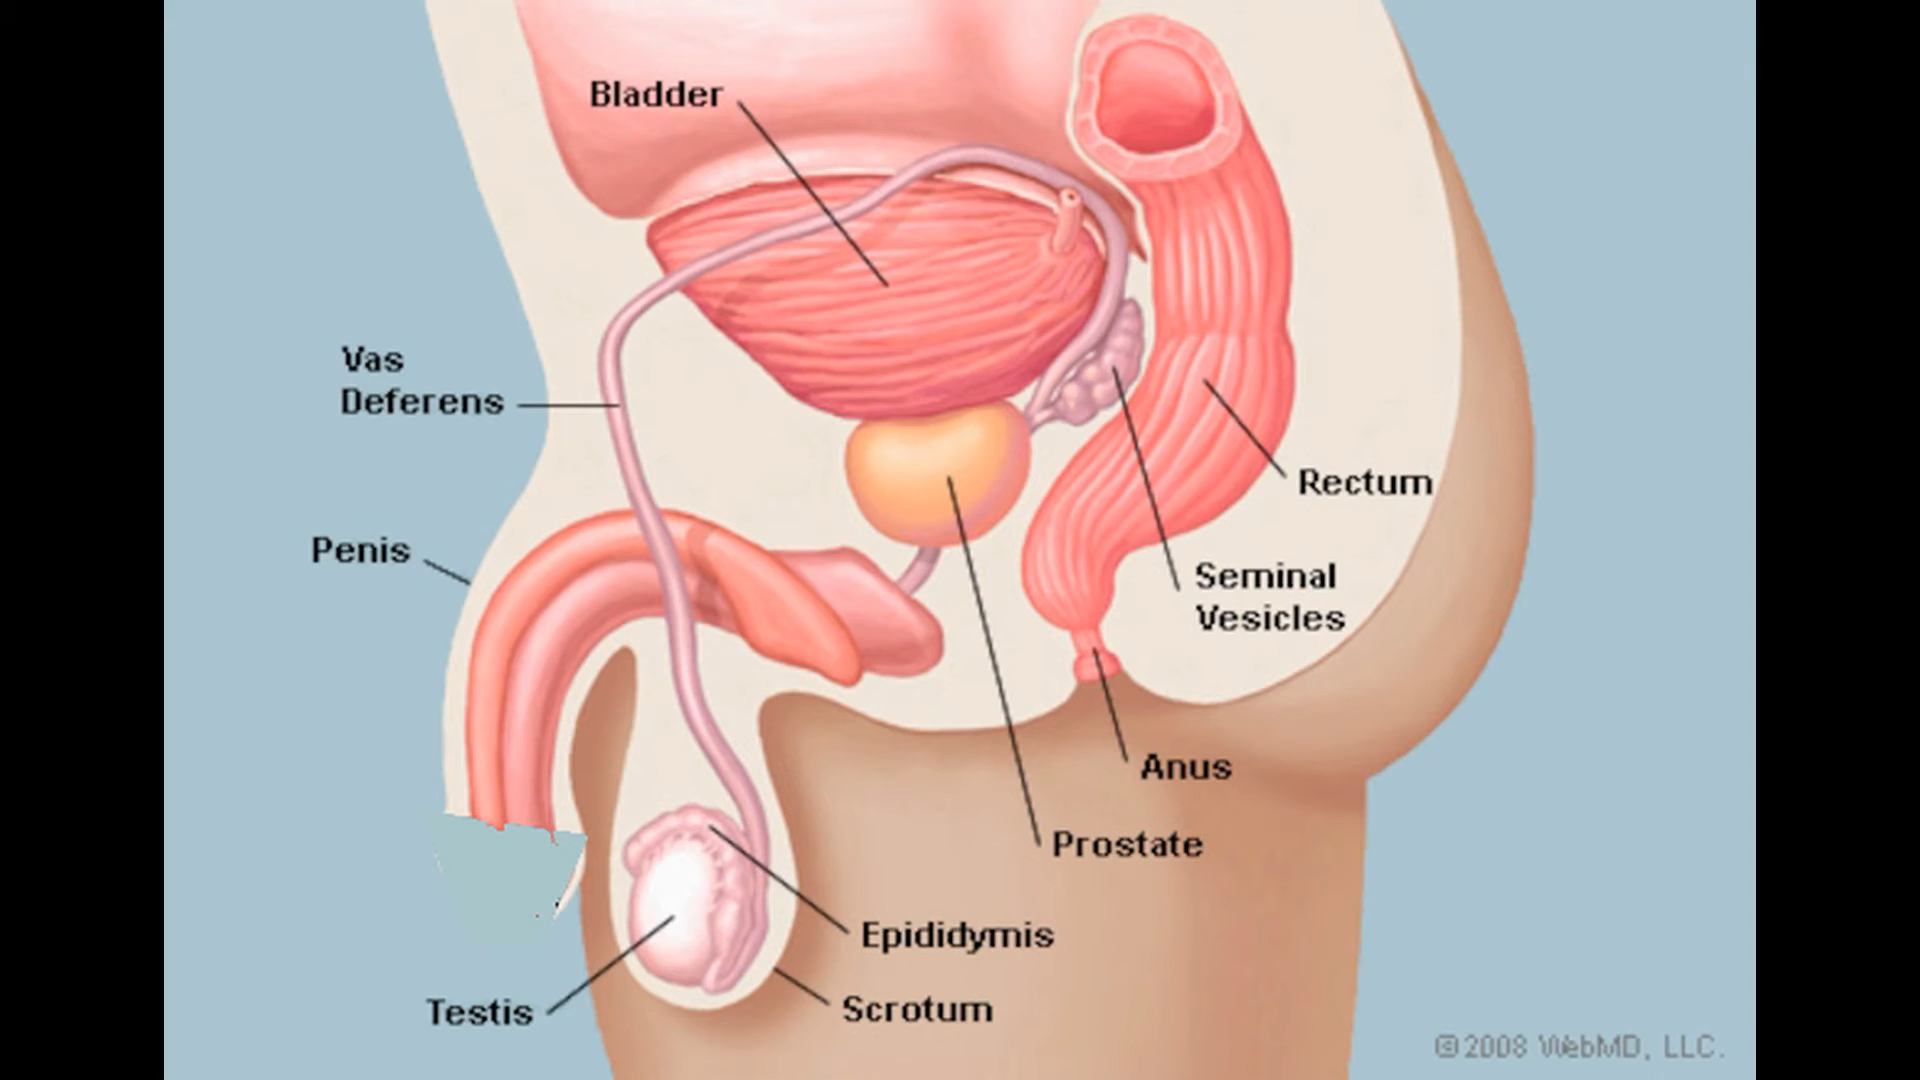 Bladder
Vas
Deferens
Penis
Rectum
Seminal
Vesicles
Anus
Prostate
Epididymis
Testis
Scrotum
©2008 WebMD, LLC.